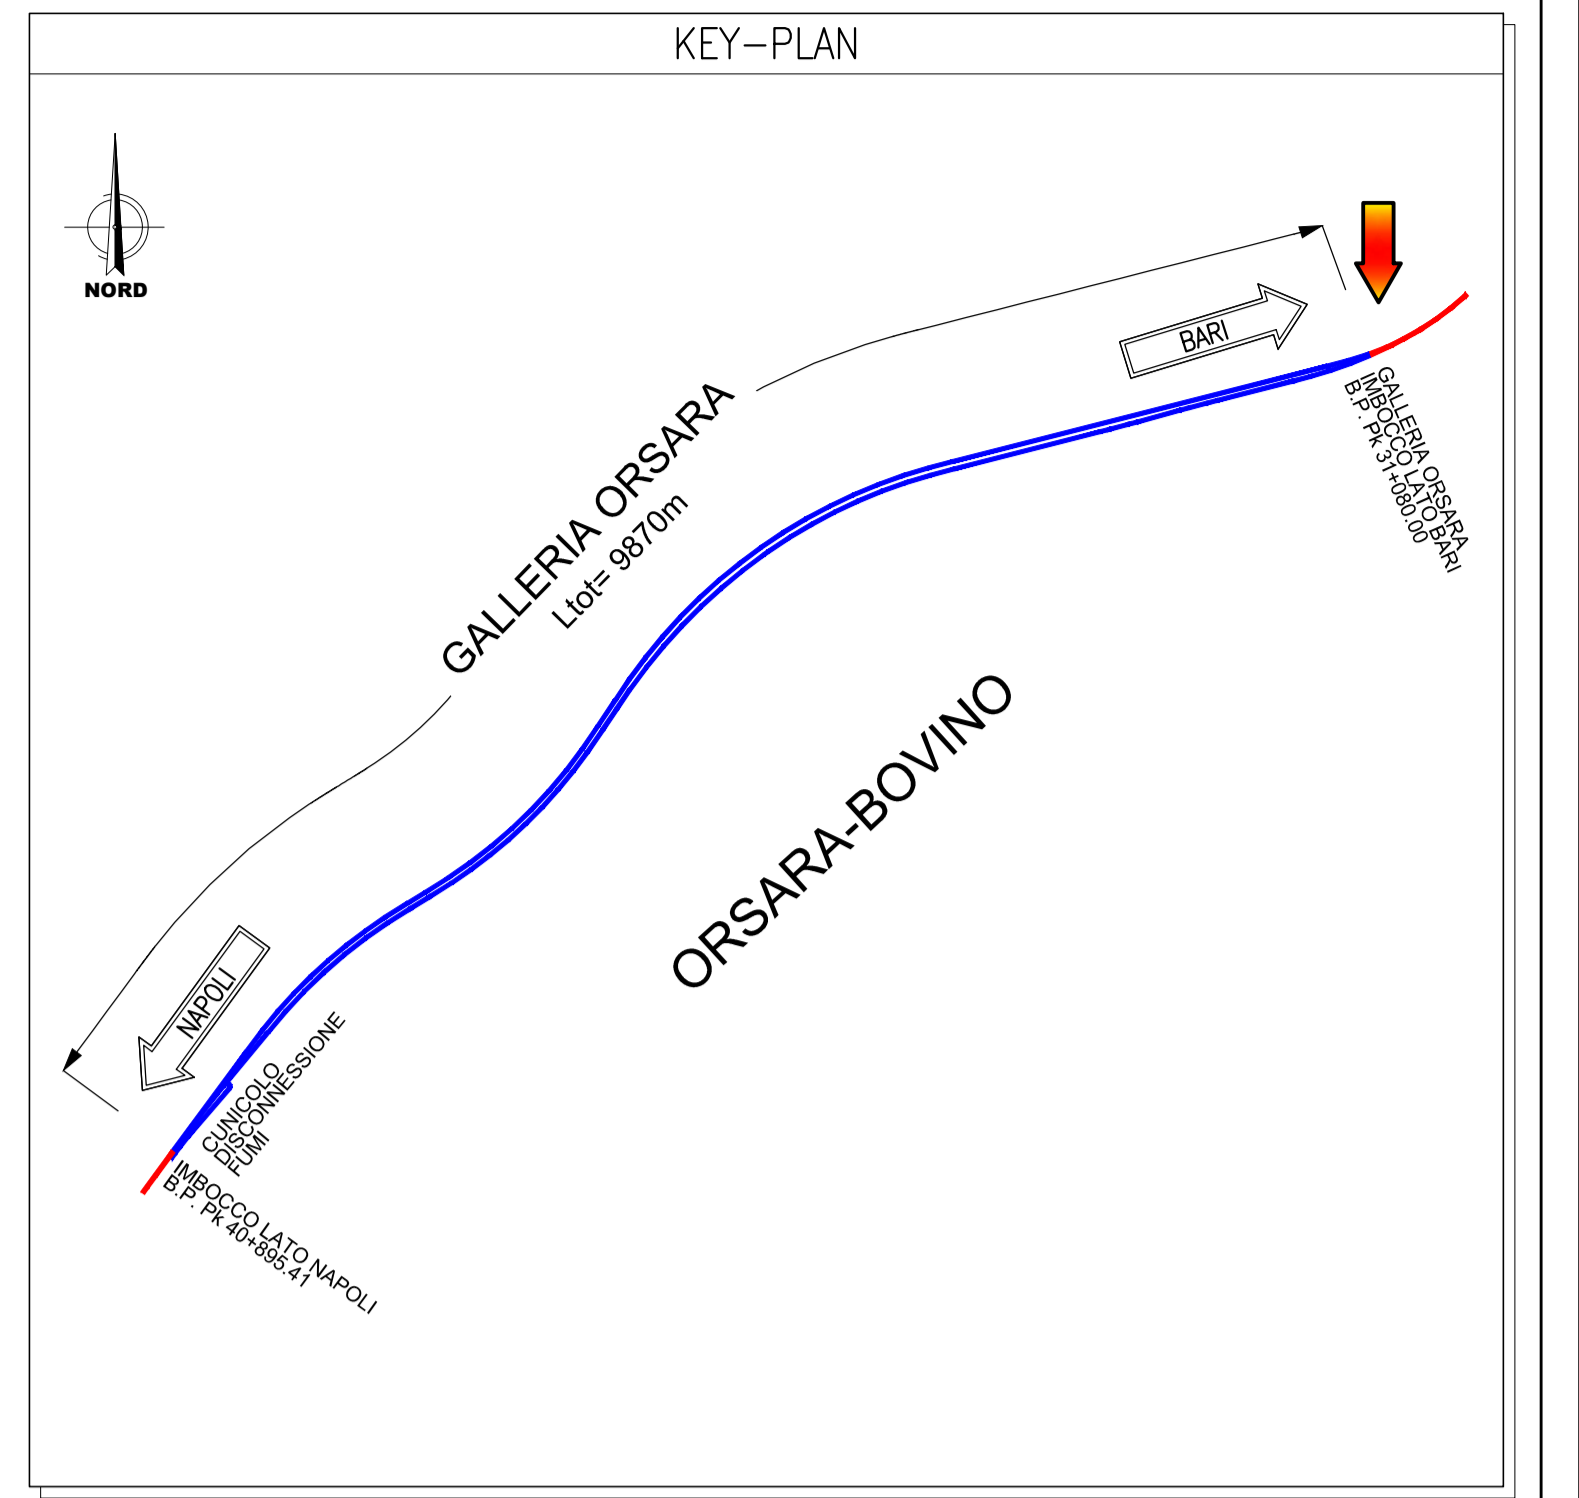 KEY-PLAN
NORD
BARI
GALLERIA ORSARA
IMBOCCO LATO BARI
B.P. Pk 31+080.00
GALLERIA ORSARA
Ltot= 9870m
ORSARA-BOVINO
NAPOLI
CUNICOLO
DISCONNESSIONE
FUMI
IMBOCCO LATO NAPOLI
B.P. Pk 40+895.41